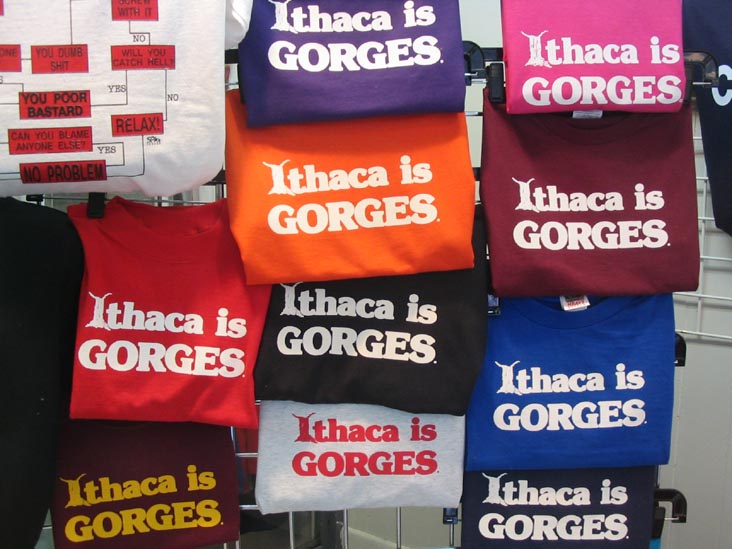 SCREW
WITH IT
NO
ONE
YOU DUMB
SHIT
WILL YOU
CATCH HELL?
YES
NO
YOU POOR
BASTARD
CAN YOU BLAME
ANYONE ELSE?
YES
RELAX!
NO PROBLEM
Ithaca is
GORGES.
Ithaca is
GORGES.
Ithaca is
GORGES.
Ithaca is
GORGES.
Ithaca is
GORGES.
Ithaca is
GORGES.
Ithaca is
GORGES.
Ithaca is
GORGES.
Ithaca is
GORGES.
Ithaca is
GORGES.
C